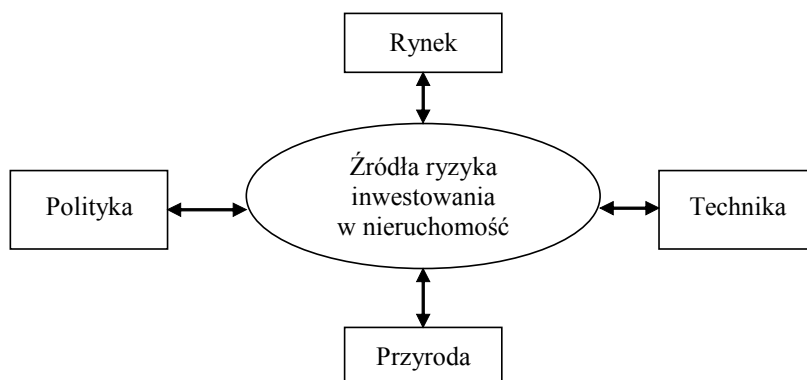 Rynek
Źródła ryzyka
inwestowania
w nieruchomość
Polityka
Technika
Przyroda